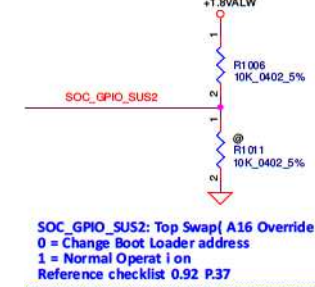 +1.8VALW
1
R1006
10K_0402_5%
2
SOC_GPIO_SUS2
1
@
R1011
10K_0402_5%
2
SOC_GPIO_SUS2: Top Swap( A16 Override
0 = Change Boot Loader address
1 = Normal Operat i on
Reference checklist 0.92 P.37